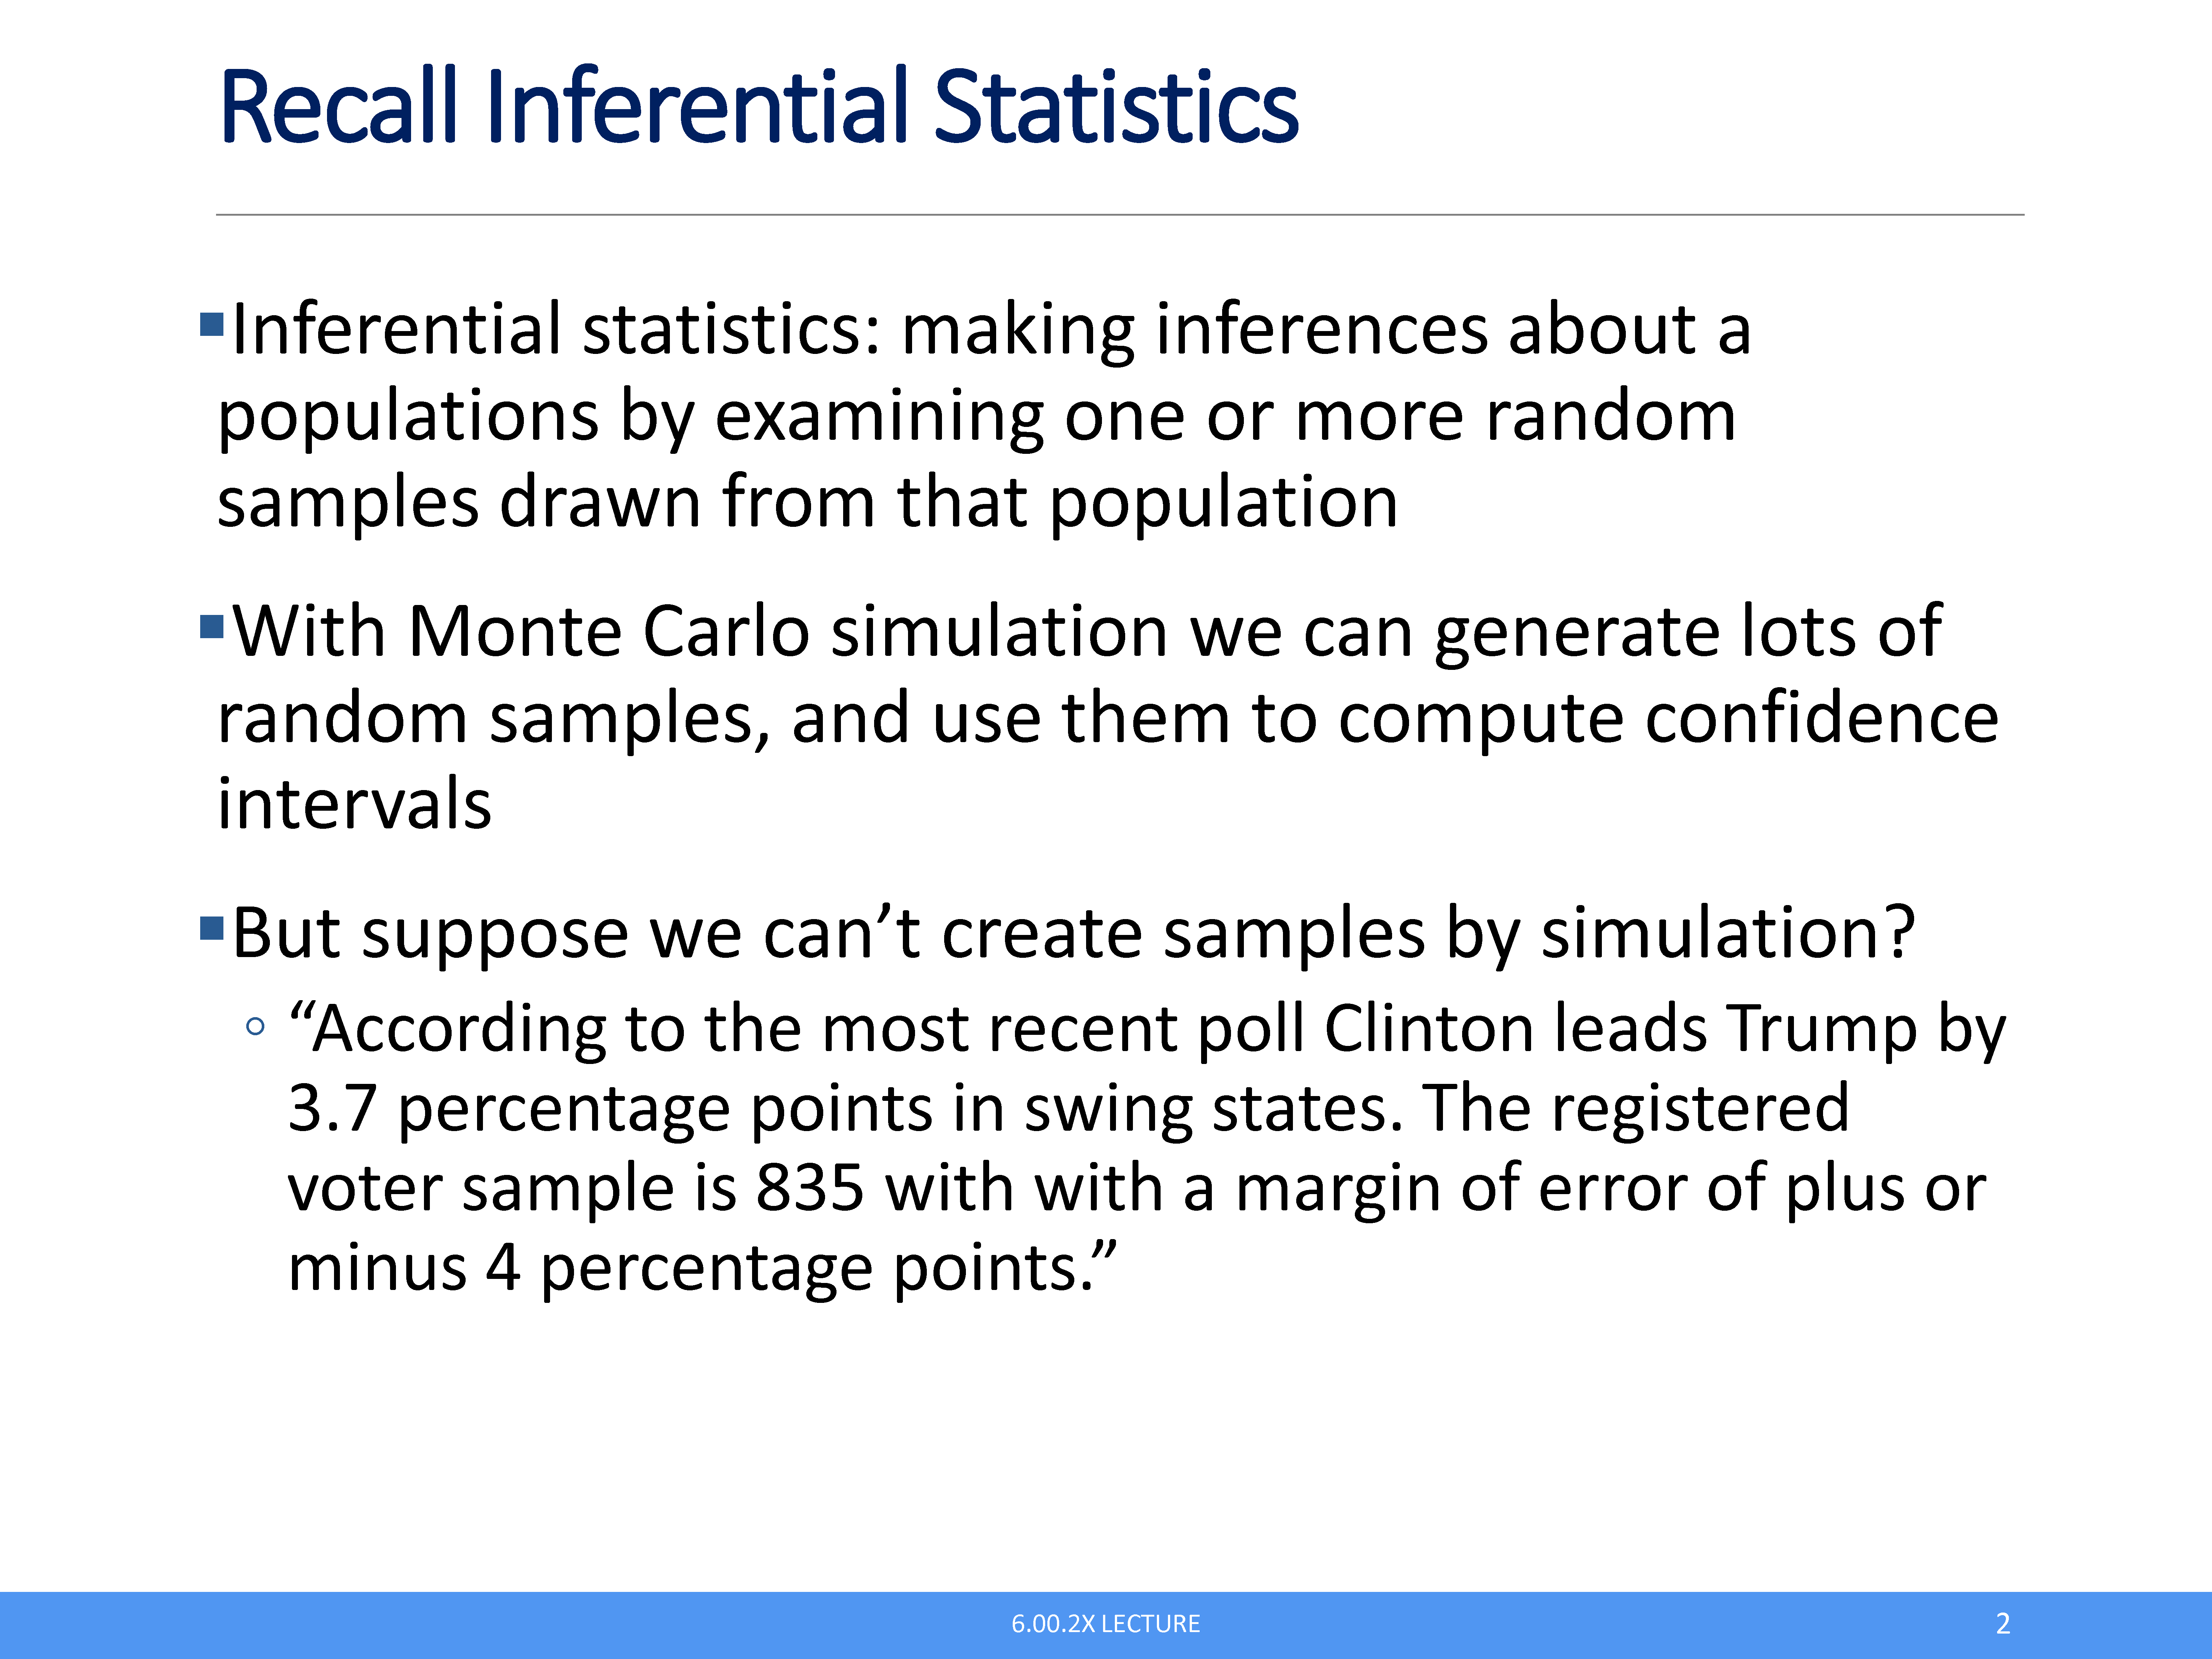 Recall Inferential Statistics
▪Inferential statistics: making inferences about a
populations by examining one or more random
samples drawn from that population
▪With Monte Carlo simulation we can generate lots of
random samples, and use them to compute confidence
intervals
▪But suppose we can’t create samples by simulation?
◦ “According to the most recent poll Clinton leads Trump by
3.7 percentage points in swing states. The registered
voter sample is 835 with with a margin of error of plus or
minus 4 percentage points.”
6.00.2X LECTURE
2